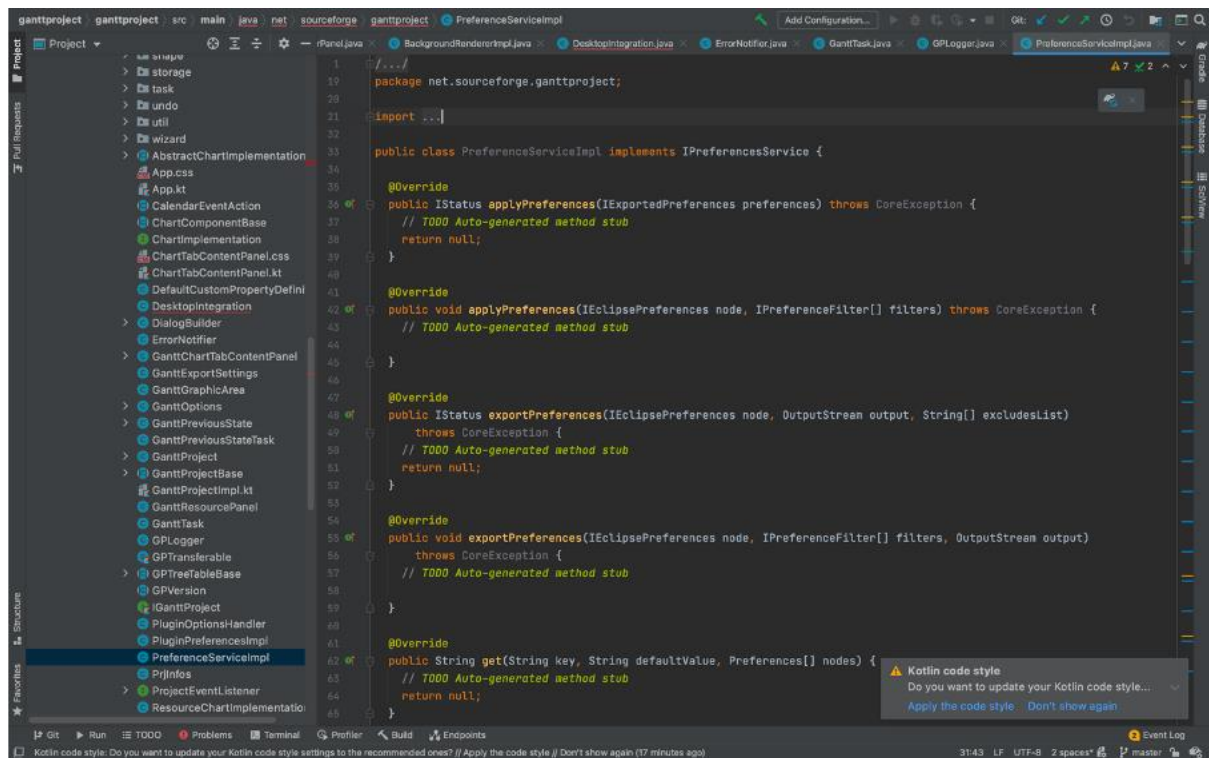 ganttproject ganttproject src main java net sourceforge ganttproject PreferenceServiceImpl
Add Configuration...
Git:
Project
rPanel.java
BackgroundRendererImpl.java
DesktopIntegration.java
ErrorNotifier.java
GanttTask.java
GPLogger.java
PreferenceServiceImpl.java
Project
Pull Requests
Structure
Favorites
shape
storage
task
undo
util
wizard
AbstractChartImplementation
App.css
App.kt
CalendarEventAction
ChartComponentBase
ChartImplementation
ChartTabContentPanel.css
ChartTabContentPanel.kt
DefaultCustomPropertyDefini
DesktopIntegration
DialogBuilder
ErrorNotifier
GanttChartTabContentPanel
GanttExportSettings
GanttGraphicArea
GanttOptions
GanttPreviousState
GanttPreviousStateTask
GanttProject
GanttProjectBase
GanttProjectImpl.kt
GanttResourcePanel
GanttTask
GPLogger
GPTransferable
GPTreeTableBase
GPVersion
IGanttProject
PluginOptionsHandler
PluginPreferencesImpl
PreferenceServiceImpl
PrjInfos
ProjectEventListener
ResourceChartImplementatio
1 /.../
19 package net.sourceforge.ganttproject;
20
21 import ...
32
33 public class PreferenceServiceImpl implements IPreferencesService {
34
35 @Override
36 public IStatus applyPreferences(IExportedPreferences preferences) throws CoreException {
37 // TODO Auto-generated method stub
38 return null;
39 }
40
41 @Override
42 public void applyPreferences(IEclipsePreferences node, IPreferenceFilter[] filters) throws CoreException {
43 // TODO Auto-generated method stub
44
45 }
46
47 @Override
48 public IStatus exportPreferences(IEclipsePreferences node, OutputStream output, String[] excludesList)
49 throws CoreException {
50 // TODO Auto-generated method stub
51 return null;
52 }
53
54 @Override
55 public void exportPreferences(IEclipsePreferences node, IPreferenceFilter[] filters, OutputStream output)
56 throws CoreException {
57 // TODO Auto-generated method stub
58
59 }
60
61 @Override
62 public String get(String key, String defaultValue, Preferences[] nodes) {
63 // TODO Auto-generated method stub
64 return null;
65 }
7 2
Gradle
Database
SciView
Kotlin code style
Do you want to update your Kotlin code style...
Apply the code style Don't show again
Git Run TODO Problems Terminal Profiler Build Endpoints
2 Event Log
Kotlin code style: Do you want to update your Kotlin code style settings to the recommended ones? // Apply the code style // Don't show again (17 minutes ago)
31:43 LF UTF-8 2 spaces* master